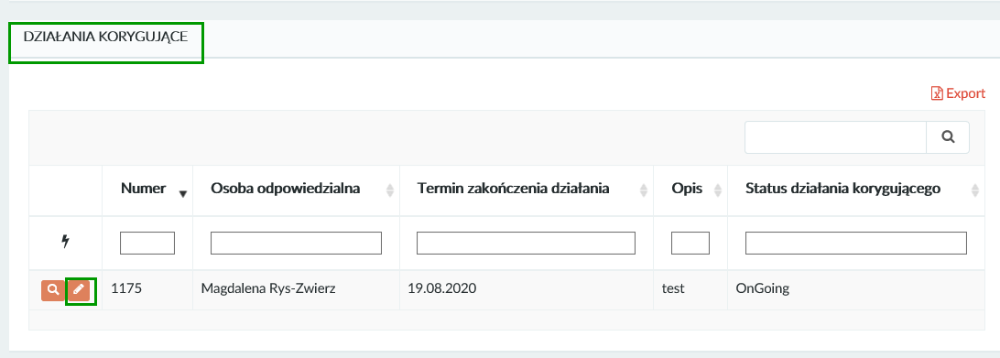 DZIAŁANIA KORYGUJĄCE
Export
Numer Osoba odpowiedzialna Termin zakończenia działania Opis Status działania korygującego
1175 Magdalena Rys-Zwierz 19.08.2020 test OnGoing